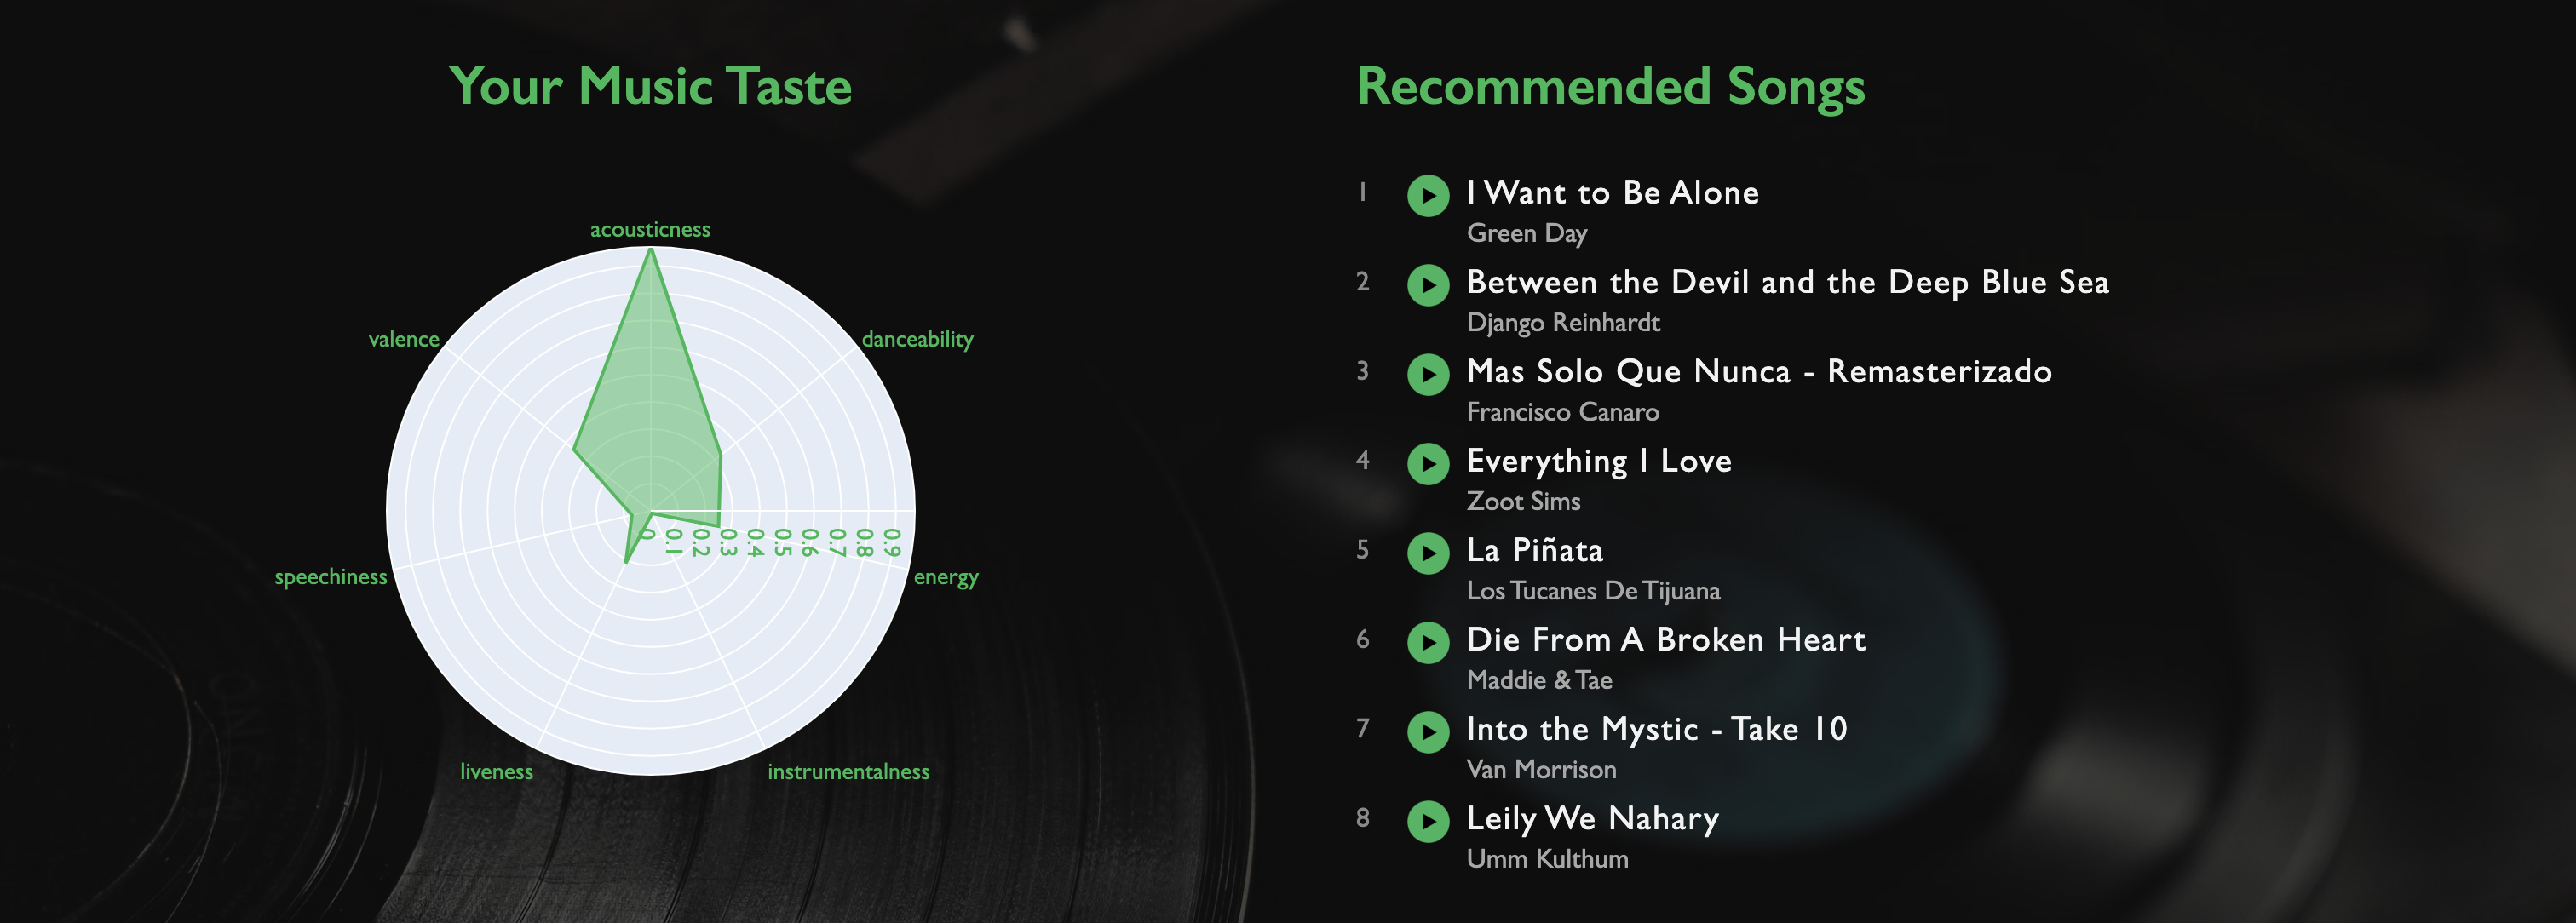 Your Music Taste
acousticness
valence
danceability
0
0.1
0.2
0.3
0.4
0.5
0.6
0.7
0.8
0.9
speechiness
energy
liveness
instrumentalness
Recommended Songs
1
I Want to Be Alone
Green Day
2
Between the Devil and the Deep Blue Sea
Django Reinhardt
3
Mas Solo Que Nunca - Remasterizado
Francisco Canaro
4
Everything I Love
Zoot Sims
5
La Piñata
Los Tucanes De Tijuana
6
Die From A Broken Heart
Maddie & Tae
7
Into the Mystic - Take 10
Van Morrison
8
Leily We Nahary
Umm Kulthum